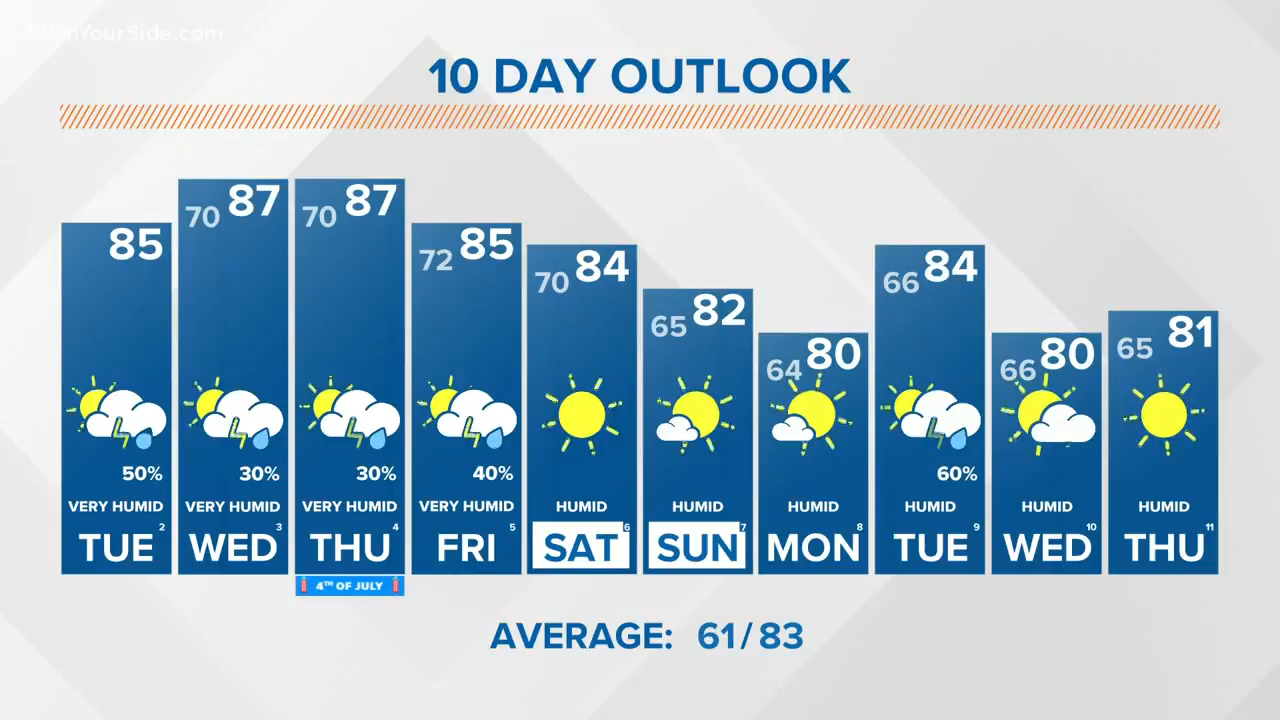 OnYourSide.com
10 DAY OUTLOOK
85
50%
VERY HUMID
2
TUE
70 87
30%
VERY HUMID
3
WED
70 87
30%
VERY HUMID
4
THU
4TH OF JULY
72 85
40%
VERY HUMID
5
FRI
70 84
HUMID
6
SAT
65 82
HUMID
7
SUN
64 80
HUMID
8
MON
66 84
60%
HUMID
9
TUE
66 80
HUMID
10
WED
65 81
HUMID
11
THU
AVERAGE: 61/83